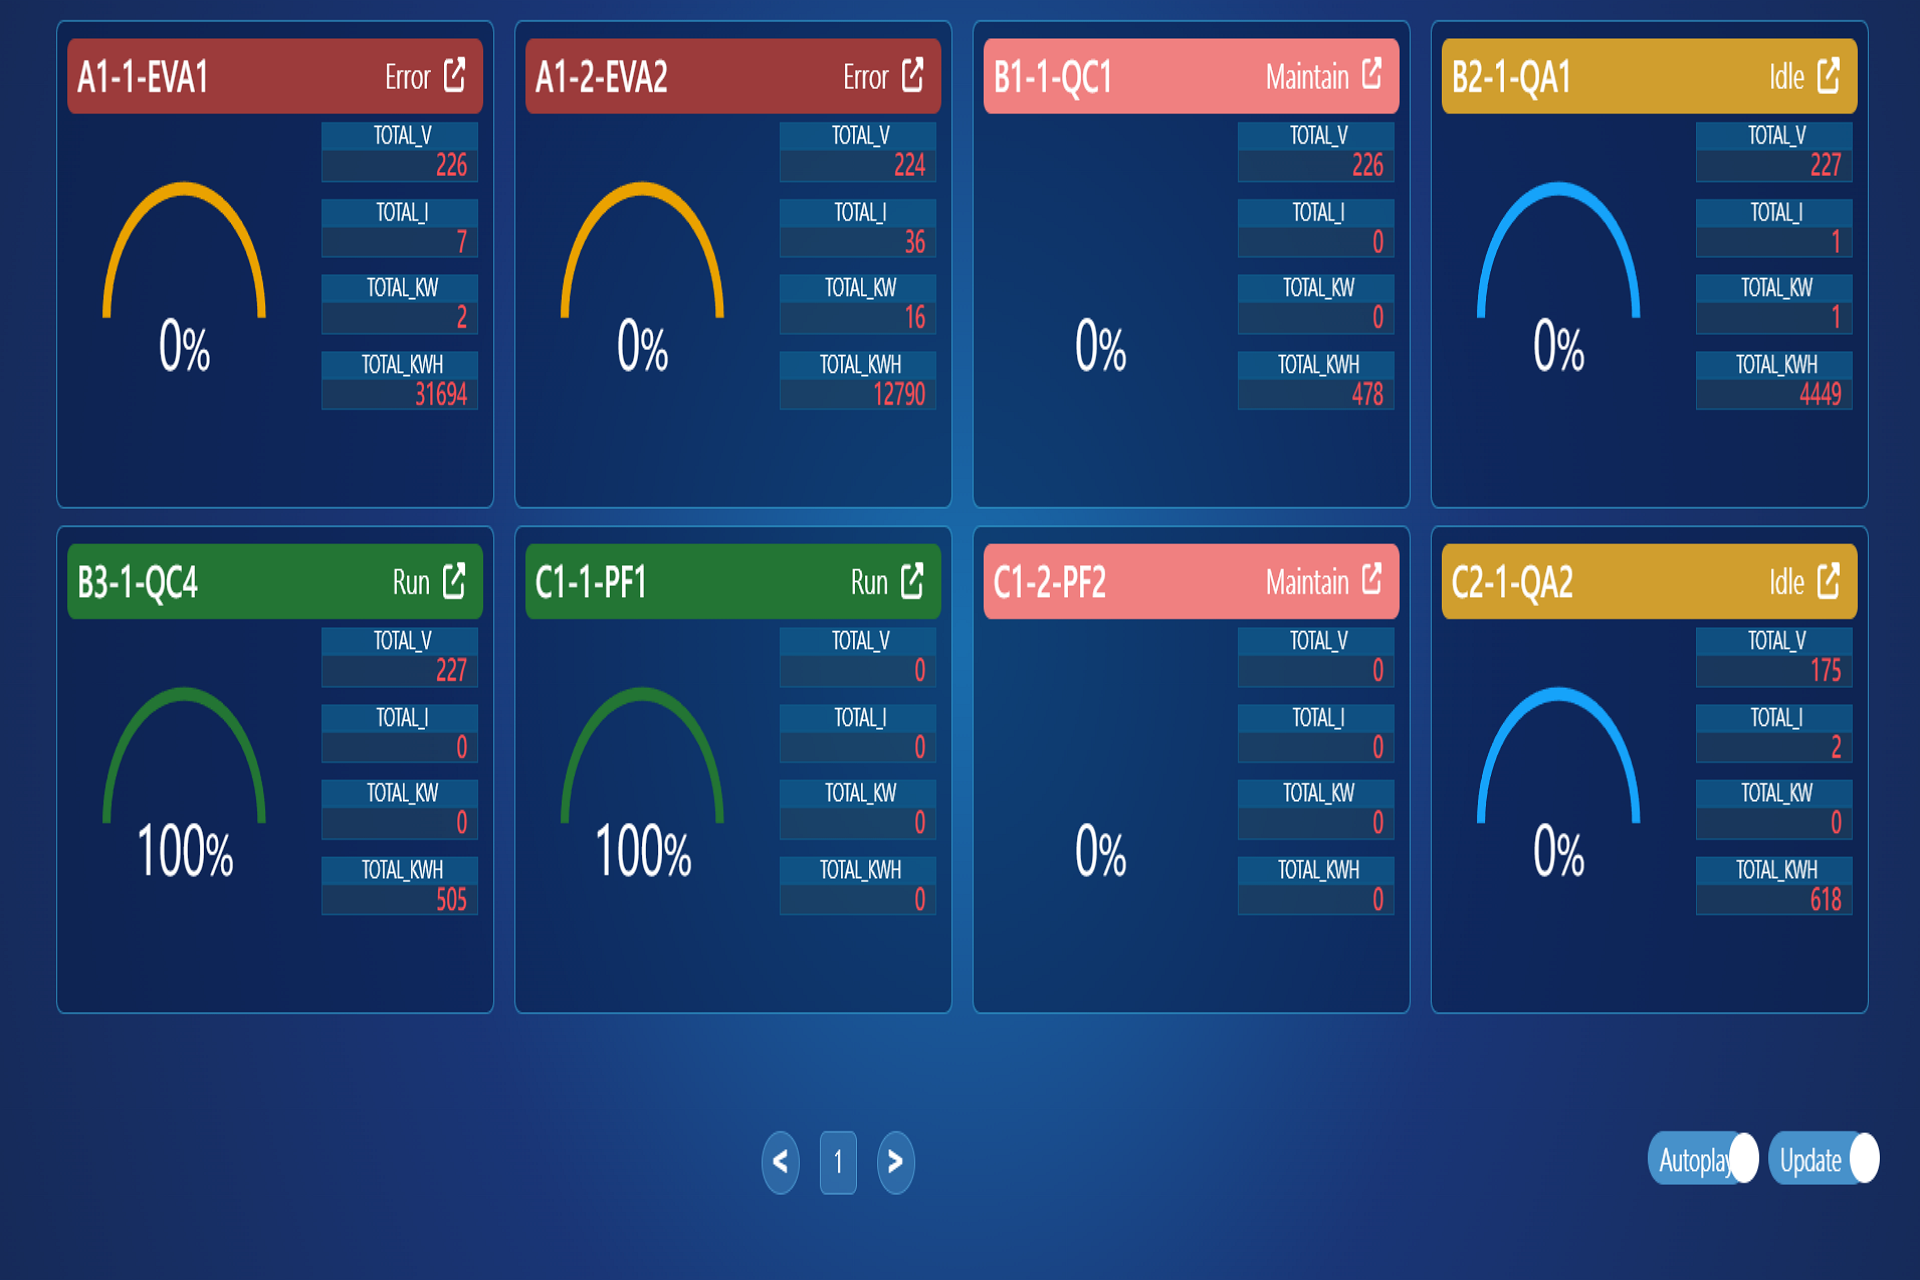 A1-1-EVA1 Error
TOTAL_V
226
TOTAL_I
7
TOTAL_KW
2
0%
TOTAL_KWH
31694
A1-2-EVA2 Error
TOTAL_V
224
TOTAL_I
36
TOTAL_KW
16
0%
TOTAL_KWH
12790
B1-1-QC1 Maintain
TOTAL_V
226
TOTAL_I
0
TOTAL_KW
0
0%
TOTAL_KWH
478
B2-1-QA1 Idle
TOTAL_V
227
TOTAL_I
1
TOTAL_KW
1
0%
TOTAL_KWH
4449
B3-1-QC4 Run
TOTAL_V
227
TOTAL_I
0
TOTAL_KW
0
100%
TOTAL_KWH
505
C1-1-PF1 Run
TOTAL_V
0
TOTAL_I
0
TOTAL_KW
0
100%
TOTAL_KWH
0
C1-2-PF2 Maintain
TOTAL_V
0
TOTAL_I
0
TOTAL_KW
0
0%
TOTAL_KWH
0
C2-1-QA2 Idle
TOTAL_V
175
TOTAL_I
2
TOTAL_KW
0
0%
TOTAL_KWH
618
< 1 >
Autoplay Update